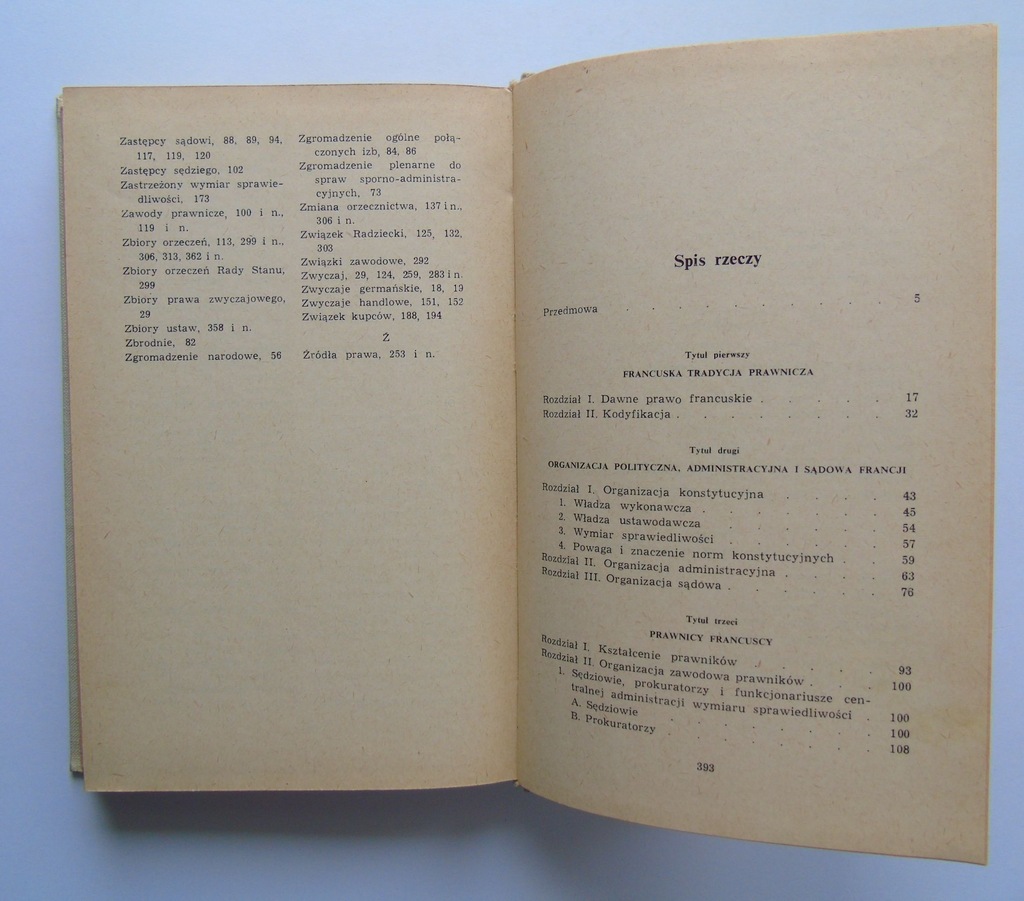 Zastępcy sądowi, 88, 89, 94,
117, 119, 120
Zastępcy sędziego, 102
Zastrzeżony wymiar sprawie-
dliwości, 173
Zawody prawnicze, 100 i n.,
119 i n.
Zbiory orzeczeń, 113, 299 i n.,
306, 313, 362 i n.
Zbiory orzeczeń Rady Stanu,
299
Zbiory prawa zwyczajowego,
29
Zbiory ustaw, 358 i n.
Zbrodnie, 82
Zgromadzenie narodowe, 56
Zgromadzenie ogólne połą-
czonych izb, 84, 86
Zgromadzenie plenarne do
spraw sporno-administra-
cyjnych, 73
Zmiana orzecznictwa, 137 i n.,
306 i n.
Związek Radziecki, 125, 132,
303
Związki zawodowe, 292
Zwyczaj, 29, 124, 259, 283 i n.
Zwyczaje germańskie, 18, 19
Zwyczaje handlowe, 151, 152
Związek kupców, 188, 194
Ź
Źródła prawa, 253 i n.
Spis rzeczy
Przedmowa . . . . . . . . 5
Tytuł pierwszy
FRANCUSKA TRADYCJA PRAWNICZA
Rozdział I. Dawne prawo francuskie . . . . . 17
Rozdział II. Kodyfikacja . . . . . . . . 32
Tytuł drugi
ORGANIZACJA POLITYCZNA, ADMINISTRACYJNA I SĄDOWA FRANCJI
Rozdział I. Organizacja konstytucyjna . . . . 43
1. Władza wykonawcza . . . . . . . 45
2. Władza ustawodawcza . . . . . . 54
3. Wymiar sprawiedliwości . . . . . . 57
4. Powaga i znaczenie norm konstytucyjnych . . 59
Rozdział II. Organizacja administracyjna . . . . 63
Rozdział III. Organizacja sądowa . . . . . . 76
Tytuł trzeci
PRAWNICY FRANCUSCY
Rozdział I. Kształcenie prawników . . . . . 93
Rozdział II. Organizacja zawodowa prawników . . . 100
1. Sędziowie, prokuratorzy i funkcjonariusze cen-
tralnej administracji wymiaru sprawiedliwości . 100
A. Sędziowie . . . . . . . . 100
B. Prokuratorzy . . . . . . . . 108
393